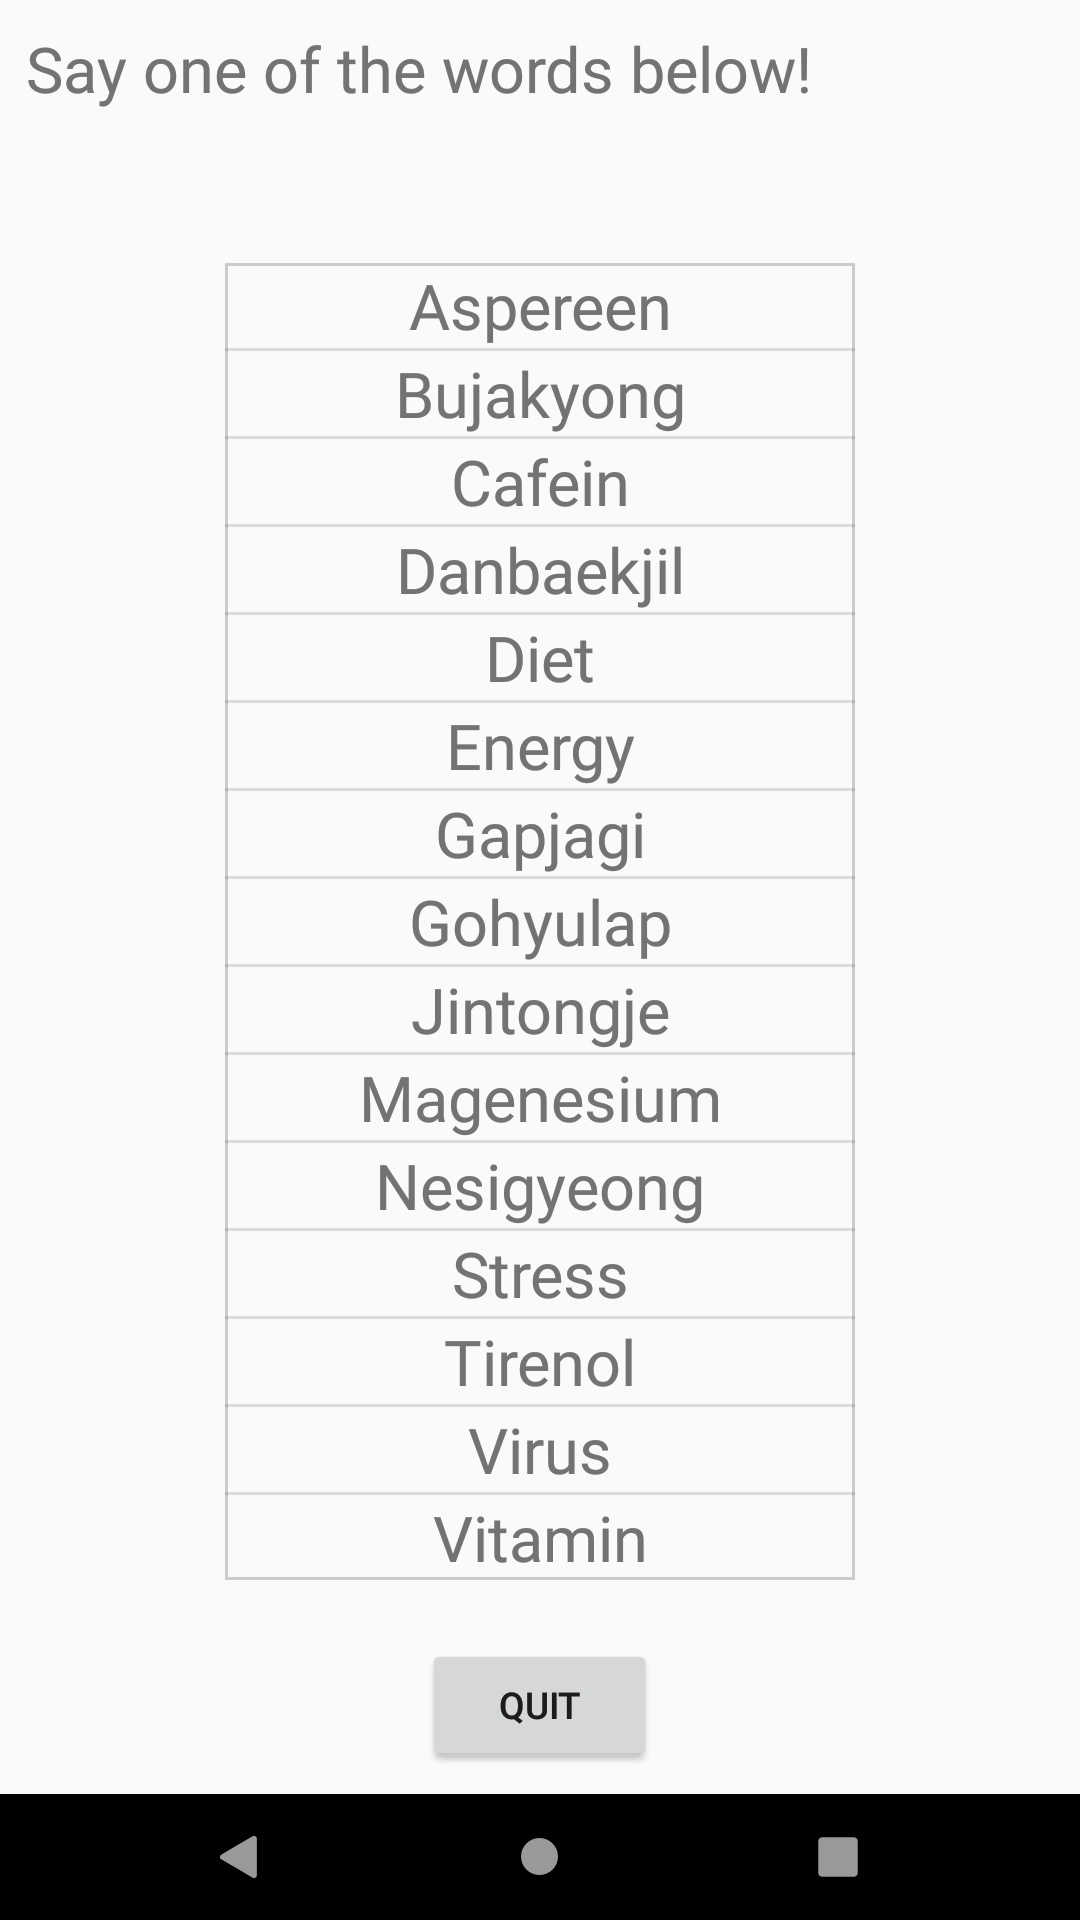 Say one of the words below!
Aspereen
Bujakyong
Cafein
Danbaekjil
Diet
Energy
Gapjagi
Gohyulap
Jintongje
Magenesium
Nesigyeong
Stress
Tirenol
Virus
Vitamin
QUIT